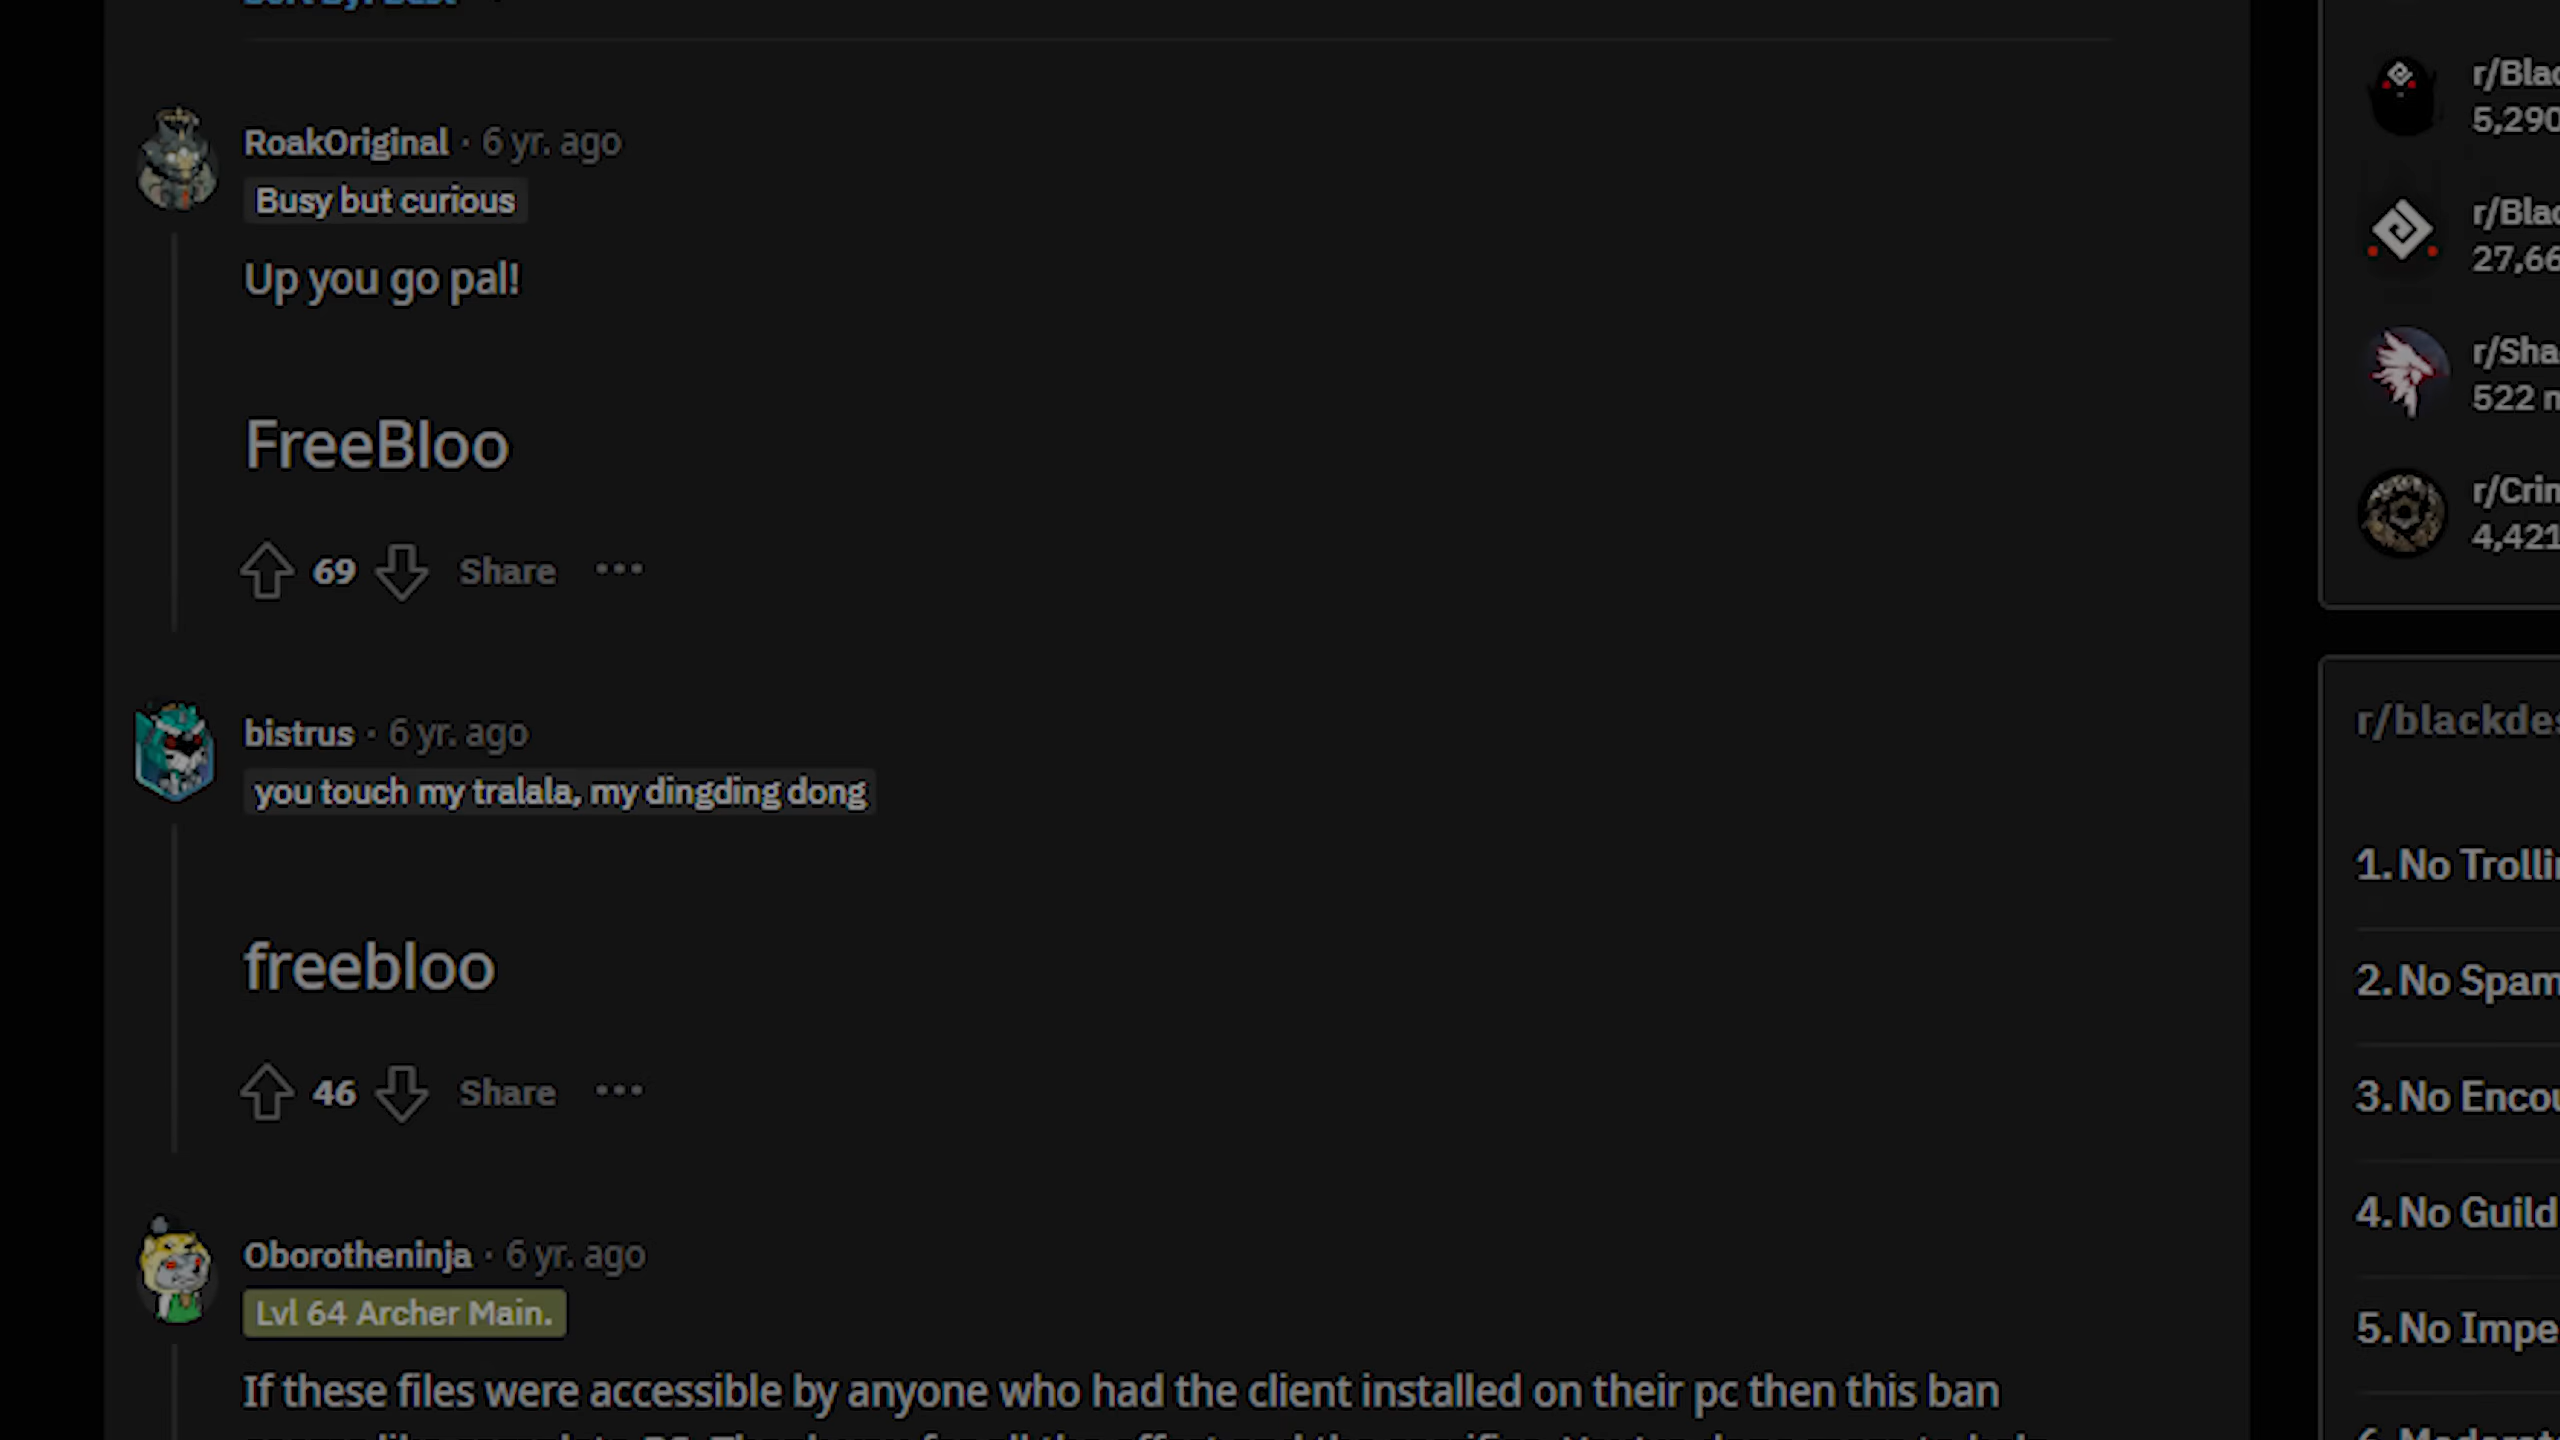 RoakOriginal · 6 yr. ago
Busy but curious
Up you go pal!
FreeBloo
69 Share ···
bistrus · 6 yr. ago
you touch my tralala, my dingding dong
freebloo
46 Share ···
Oborotheninja · 6 yr. ago
Lvl 64 Archer Main.
If these files were accessible by anyone who had the client installed on their pc then this ban
r/Blac
5,290
r/Blac
27,66
r/Sha
522
r/Crim
4,421
r/blackdes
1. No Trollin
2. No Spam
3. No Encou
4. No Guild
5. No Impe